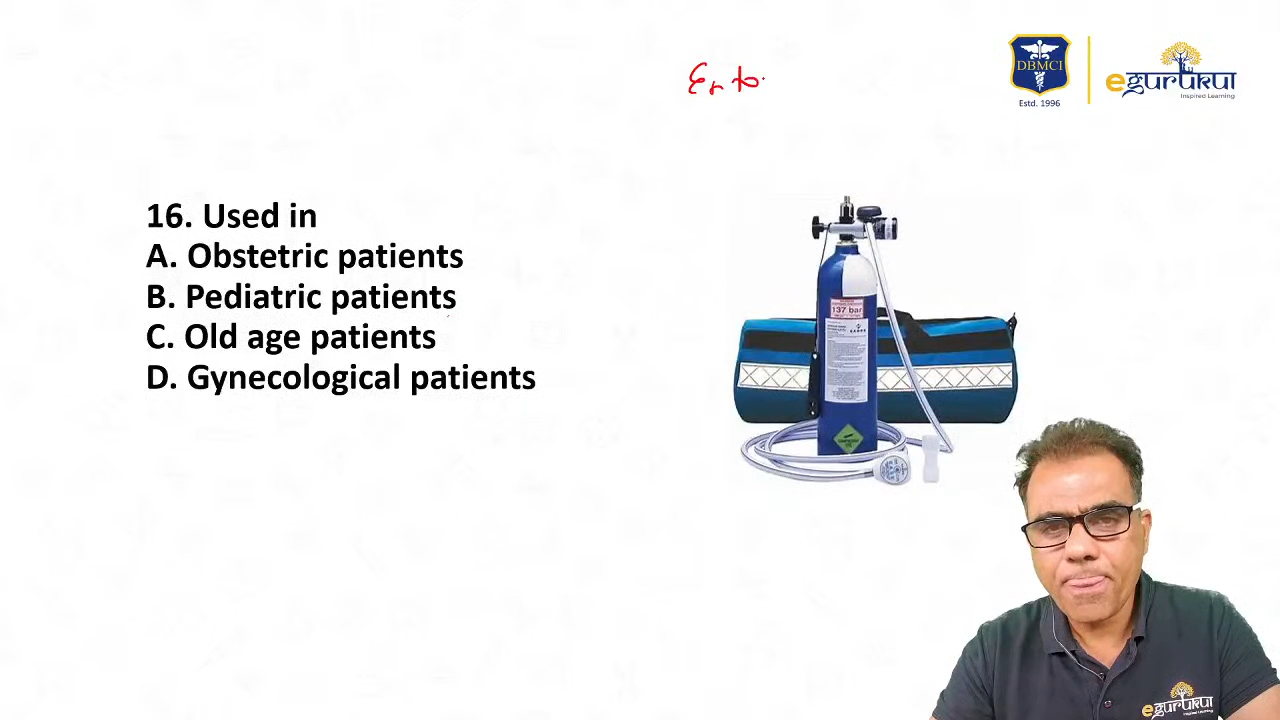 DBMCI
Estd. 1996
egurukul
Inspired Learning
16. Used in
A. Obstetric patients
B. Pediatric patients
C. Old age patients
D. Gynecological patients
137 bar
egurukul